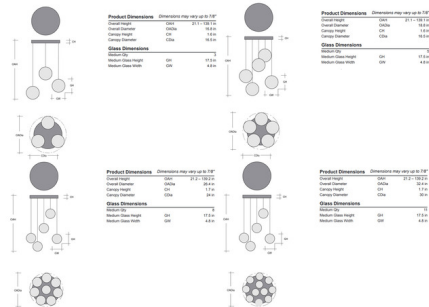 Product Dimensions Dimensions may vary up to 7/8"
Overall Height OAH 21.1 – 139.1 in
Overall Diameter OADia 16.5 in
Canopy Height CH 1.6 in
Canopy Diameter CDia 16.5 in
Glass Dimensions
Medium Qty 3
Medium Glass Height GH 17.5 in
Medium Glass Width GW 4.8 in
Product Dimensions Dimensions may vary up to 7/8"
Overall Height OAH 21.1 – 139.1 in
Overall Diameter OADia
Canopy Height CH 1.6 in
Canopy Diameter CDia
Glass Dimensions
Medium Qty
Medium Glass Height GH 17.5 in
Medium Glass Width GW 4.8 in
Product Dimensions Dimensions may vary up to 7/8"
Overall Height OAH 21.2 – 139.2 in
Overall Diameter OADia 26.4 in
Canopy Height CH 1.7 in
Canopy Diameter CDia 24 in
Glass Dimensions
Medium Qty
Medium Glass Height GH 17.5 in
Medium Glass Width GW 4.8 in
Product Dimensions Dimensions may vary up to 7/8"
Overall Height OAH 21.2 – 139.2 in
Overall Diameter OADia 32.4 in
Canopy Height CH 1.7 in
Canopy Diameter CDia 30 in
Glass Dimensions
Medium Qty 11
Medium Glass Height GH 17.5 in
Medium Glass Width GW 4.8 in